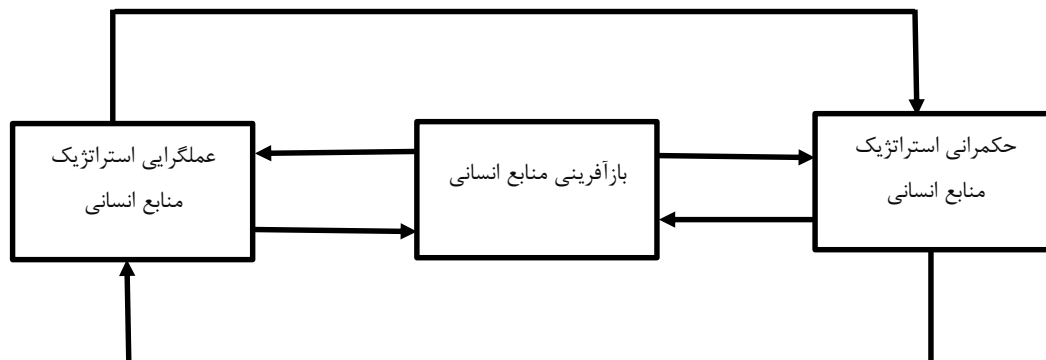 حکمرانی استراتژیک
منابع انسانی
بازآفرینی منابع انسانی
عملگرایی استراتژیک
منابع انسانی